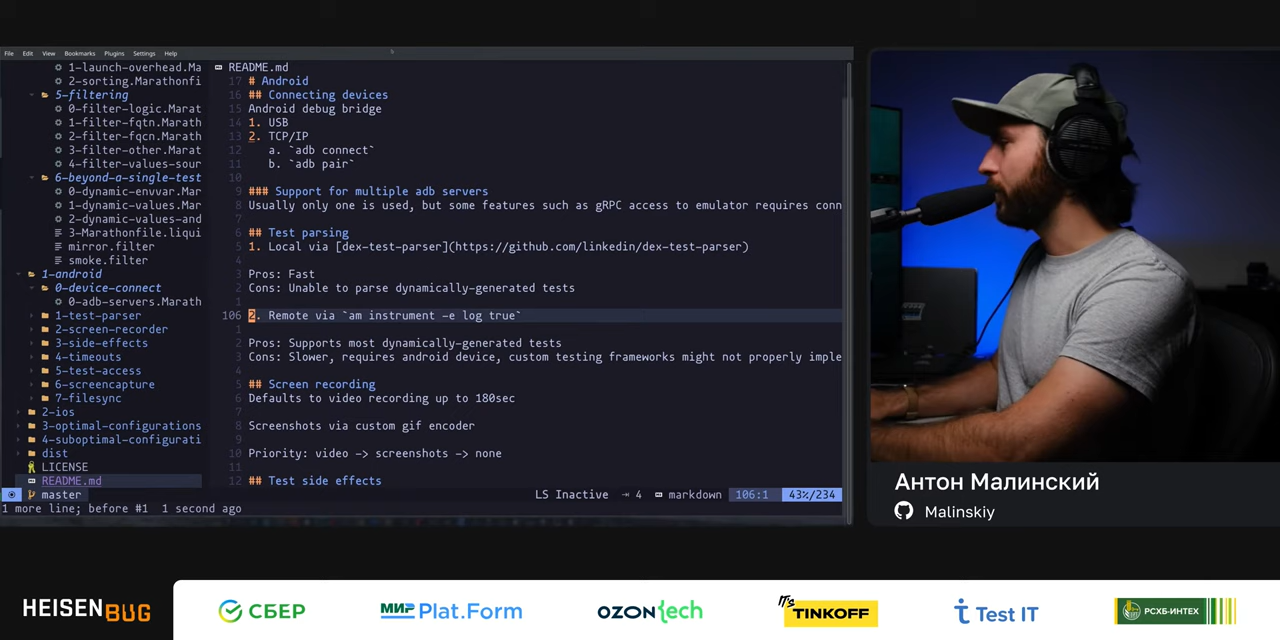 File Edit View Bookmarks Plugins Settings Help
1-launch-overhead.Ma
2-sorting.Marathonfi
5-filtering
0-filter-logic.Marat
1-filter-fqtn.Marath
2-filter-fqcn.Marath
3-filter-other.Marat
4-filter-values-sour
6-beyond-a-single-test
0-dynamic-envvar.Mar
1-dynamic-values.Mar
2-dynamic-values-and
3-Marathonfile.liqui
mirror.filter
smoke.filter
1-android
0-device-connect
0-adb-servers.Marath
1-test-parser
2-screen-recorder
3-side-effects
4-timeouts
5-test-access
6-screencapture
7-filesync
2-ios
3-optimal-configurations
4-suboptimal-configurati
dist
LICENSE
README.md
master
README.md
17 # Android
16 ## Connecting devices
15 Android debug bridge
14 1. USB
13 2. TCP/IP
12 a. `adb connect`
11 b. `adb pair`
10
9 ### Support for multiple adb servers
8 Usually only one is used, but some features such as gRPC access to emulator requires conn
7
6 ## Test parsing
5 1. Local via [dex-test-parser](https://github.com/linkedin/dex-test-parser)
4
3 Pros: Fast
2 Cons: Unable to parse dynamically-generated tests
1
106 2. Remote via `am instrument -e log true`
1
2 Pros: Supports most dynamically-generated tests
3 Cons: Slower, requires android device, custom testing frameworks might not properly imple
4
5 ## Screen recording
6 Defaults to video recording up to 180sec
7
8 Screenshots via custom gif encoder
9
10 Priority: video -> screenshots -> none
11
12 ## Test side effects
LS Inactive 4 markdown 106:1 43%/234
1 more line; before #1 1 second ago
Антон Малинский
Malinskiy
HEISENBUG
СБЕР
МИР Plat.Form
OZON{ech
IT's TINKOFF
Test IT
РСХБ-ИНТЕХ